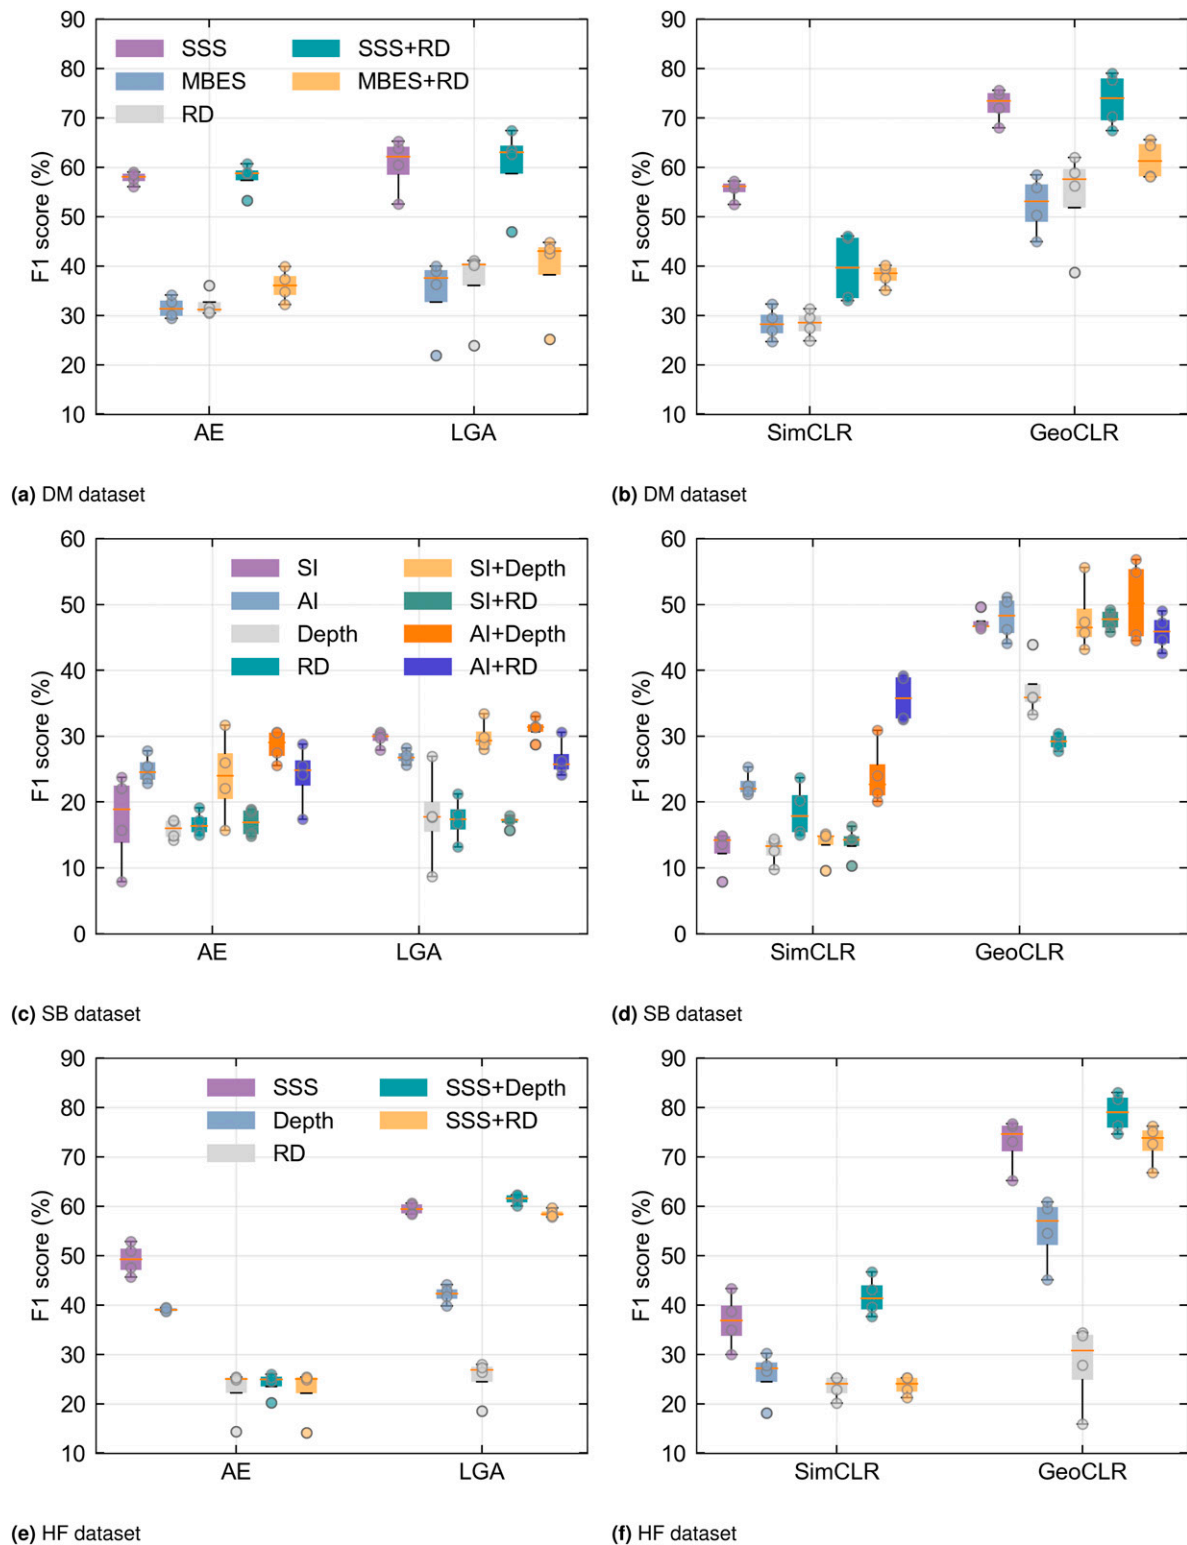 90
80
70
60
50
40
30
20
10
F1 score (%)
SSS
MBES
RD
SSS+RD
MBES+RD
AE
LGA
(a) DM dataset
90
80
70
60
50
40
30
20
10
F1 score (%)
SimCLR
GeoCLR
(b) DM dataset
60
50
40
30
20
10
0
F1 score (%)
SI
AI
Depth
RD
SI+Depth
SI+RD
AI+Depth
AI+RD
AE
LGA
(c) SB dataset
60
50
40
30
20
10
0
F1 score (%)
SimCLR
GeoCLR
(d) SB dataset
90
80
70
60
50
40
30
20
10
F1 score (%)
SSS
Depth
RD
SSS+Depth
SSS+RD
AE
LGA
(e) HF dataset
90
80
70
60
50
40
30
20
10
F1 score (%)
SimCLR
GeoCLR
(f) HF dataset